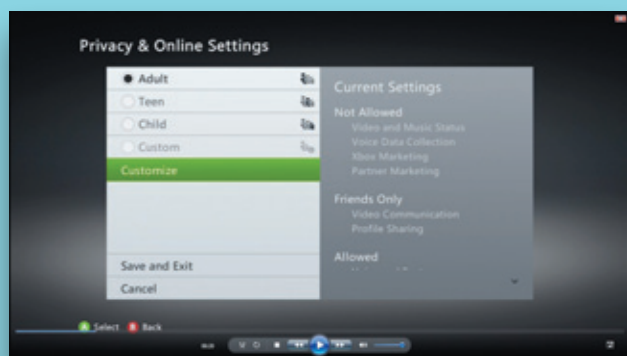 Privacy & Online Settings
Adult
Teen
Child
Custom
Customize
Save and Exit
Cancel
Current Settings
Not Allowed
Video and Music Status
Voice Data Collection
Xbox Marketing
Partner Marketing
Friends Only
Video Communication
Profile Sharing
Allowed
A Select B Back